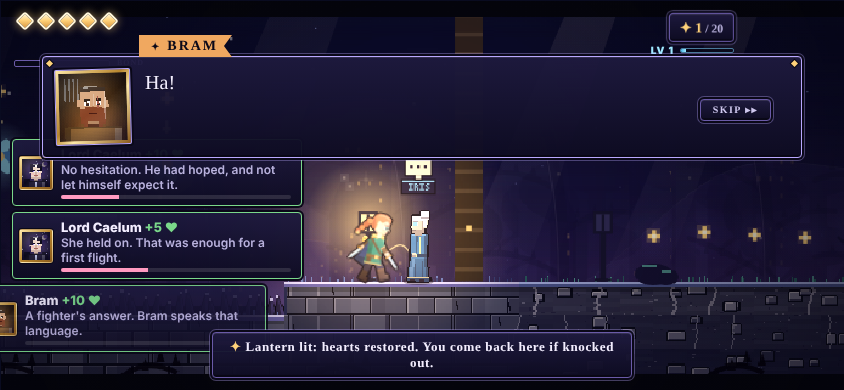 1 / 20
LV 1
BRAM
Ha!
SKIP
No hesitation. He had hoped, and not
let himself expect it.
IRIS
Lord Caelum +5
She held on. That was enough for a
first flight.
Bram +10
A fighter's answer. Bram speaks that
language.
Lantern lit: hearts restored. You come back here if knocked
out.